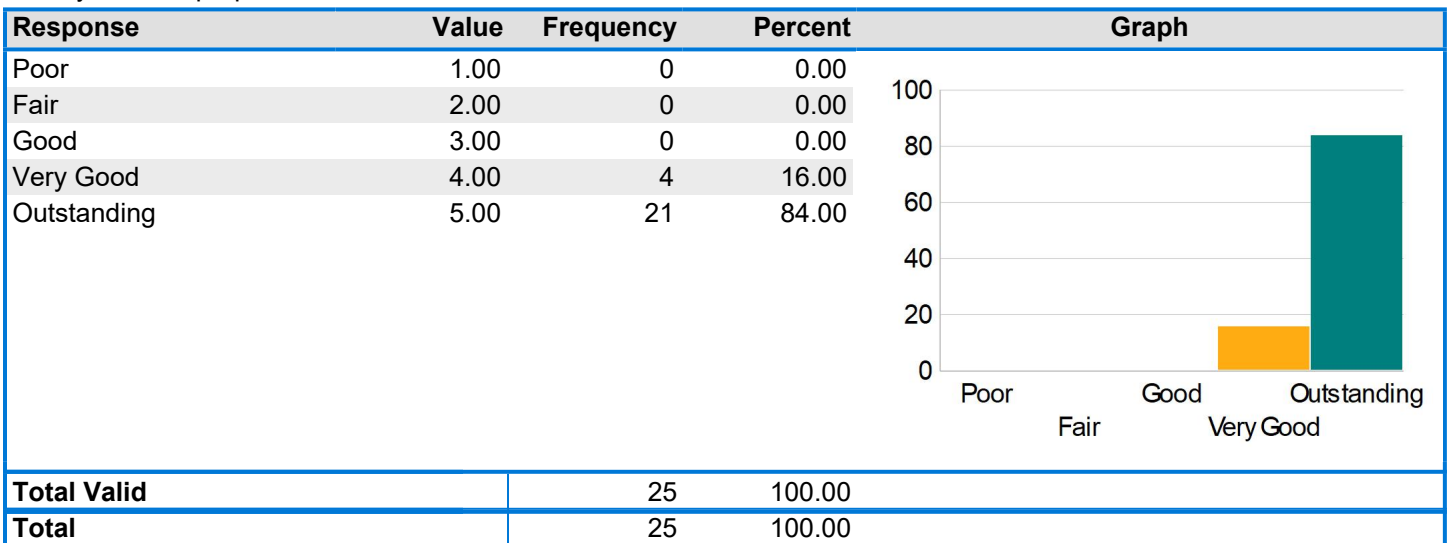 Response Value Frequency Percent Graph
Poor 1.00 0 0.00
Fair 2.00 0 0.00
Good 3.00 0 0.00
Very Good 4.00 4 16.00
Outstanding 5.00 21 84.00
100
80
60
40
20
0
Poor Good Outstanding
Fair Very Good
Total Valid 25 100.00
Total 25 100.00